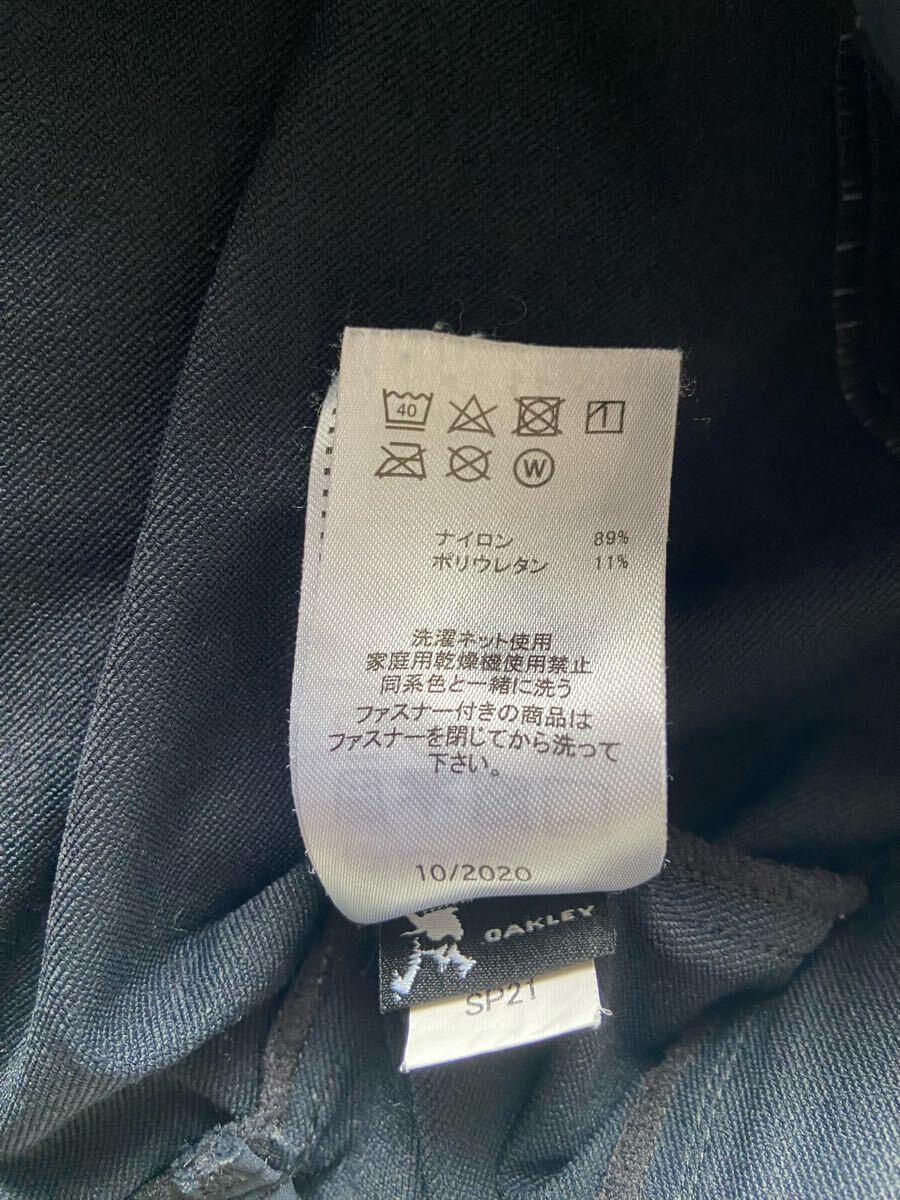 40
W
ナイロン 89%
ポリウレタン 11%
洗濯ネット使用
家庭用乾燥機使用禁止
同系色と一緒に洗う
ファスナー付きの商品は
ファスナーを閉じてから洗って
下さい。
10/2020
OAKLEY
SP21